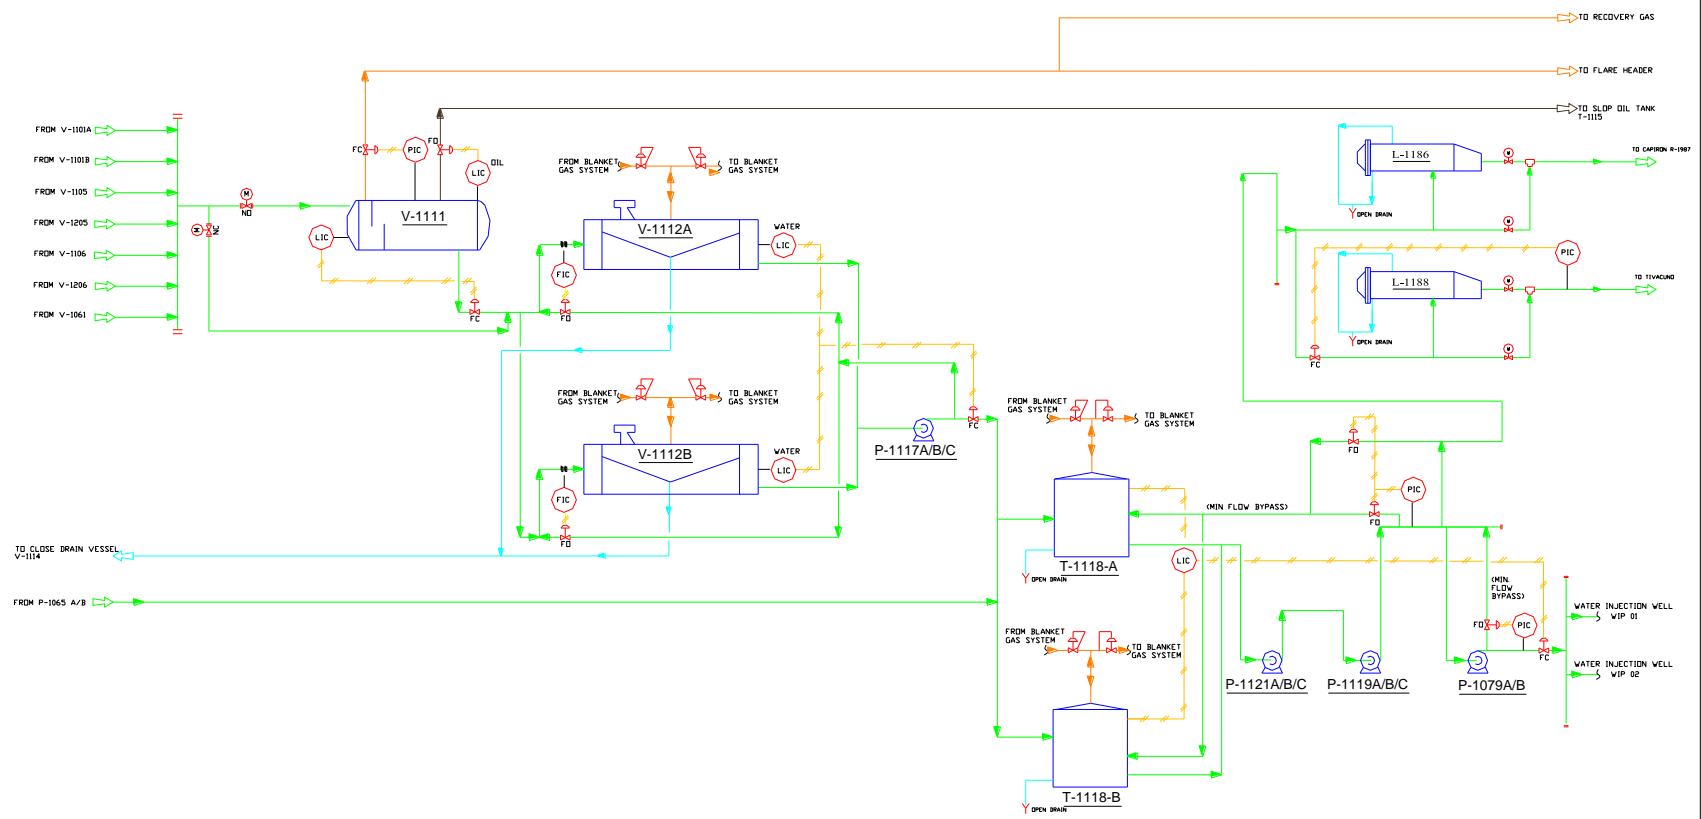 TO RECOVERY GAS
TO FLARE HEADER
TO SLOP OIL TANK
T-1115
FROM V-1101A
FROM V-1101B
FROM V-1105
FROM V-1205
FROM V-1106
FROM V-1206
FROM V-1061
M
NO
M
NC
FC
PIC
FO
OIL
LIC
V-1111
LIC
FC
FROM BLANKET
GAS SYSTEM
TO BLANKET
GAS SYSTEM
V-1112A
WATER
LIC
FIC
FO
FROM BLANKET
GAS SYSTEM
TO BLANKET
GAS SYSTEM
V-1112B
WATER
LIC
FIC
FO
TO CLOSE DRAIN VESSEL
V-1114
FROM P-1065 A/B
P-1117A/B/C
FC
FROM BLANKET
GAS SYSTEM
TO BLANKET
GAS SYSTEM
T-1118-A
OPEN DRAIN
FROM BLANKET
GAS SYSTEM
TO BLANKET
GAS SYSTEM
T-1118-B
OPEN DRAIN
LIC
(MIN FLOW BYPASS)
FO
FO
PIC
P-1121A/B/C
P-1119A/B/C
P-1079A/B
(MIN.
FLOW
BYPASS)
FO
PIC
FC
WATER INJECTION WELL
WIP 01
WATER INJECTION WELL
WIP 02
L-1186
OPEN DRAIN
M
M
TO CAPIRON R-1987
L-1188
OPEN DRAIN
M
M
PIC
FC
TO TIVACUNO